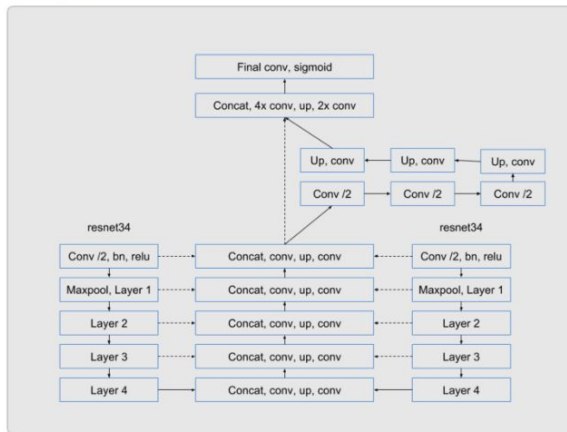 Final conv, sigmoid
Concat, 4x conv, up, 2x conv
Up, conv
Up, conv
Up, conv
Conv /2
Conv /2
Conv /2
resnet34
resnet34
Conv /2, bn, relu
Concat, conv, up, conv
Conv /2, bn, relu
Maxpool, Layer 1
Concat, conv, up, conv
Maxpool, Layer 1
Layer 2
Concat, conv, up, conv
Layer 2
Layer 3
Concat, conv, up, conv
Layer 3
Layer 4
Concat, conv, up, conv
Layer 4